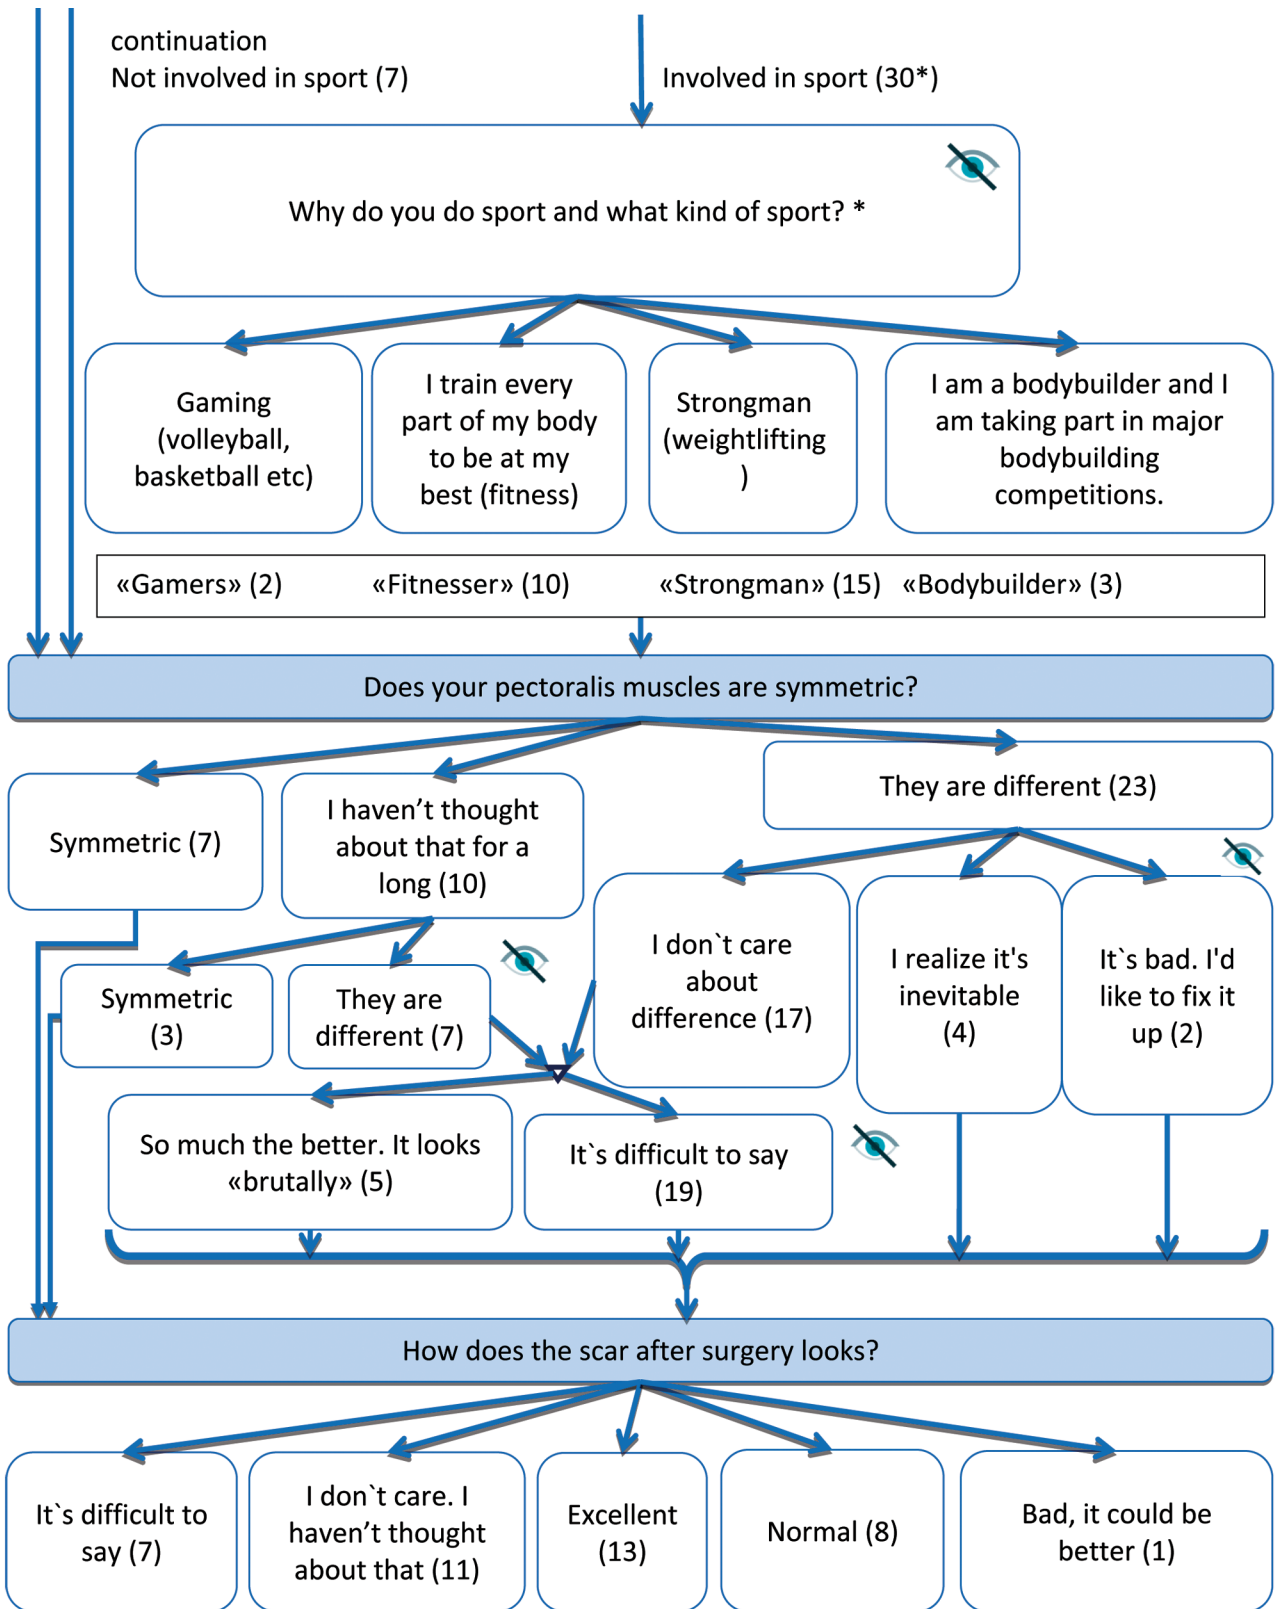 continuation
Not involved in sport (7)
Involved in sport (30*)
Why do you do sport and what kind of sport? *
Gaming
(volleyball,
basketball etc)
I train every
part of my body
to be at my
best (fitness)
Strongman
(weightlifting
)
I am a bodybuilder and I
am taking part in major
bodybuilding
competitions.
«Gamers» (2) «Fitnesser» (10) «Strongman» (15) «Bodybuilder» (3)
Does your pectoralis muscles are symmetric?
Symmetric (7)
I haven’t thought
about that for a
long (10)
They are different (23)
Symmetric
(3)
They are
different (7)
I don`t care
about
difference (17)
I realize it's
inevitable
(4)
It`s bad. I'd
like to fix it
up (2)
So much the better. It looks
«brutally» (5)
It`s difficult to say
(19)
How does the scar after surgery looks?
It`s difficult to
say (7)
I don`t care. I
haven’t thought
about that (11)
Excellent
(13)
Normal (8)
Bad, it could be
better (1)